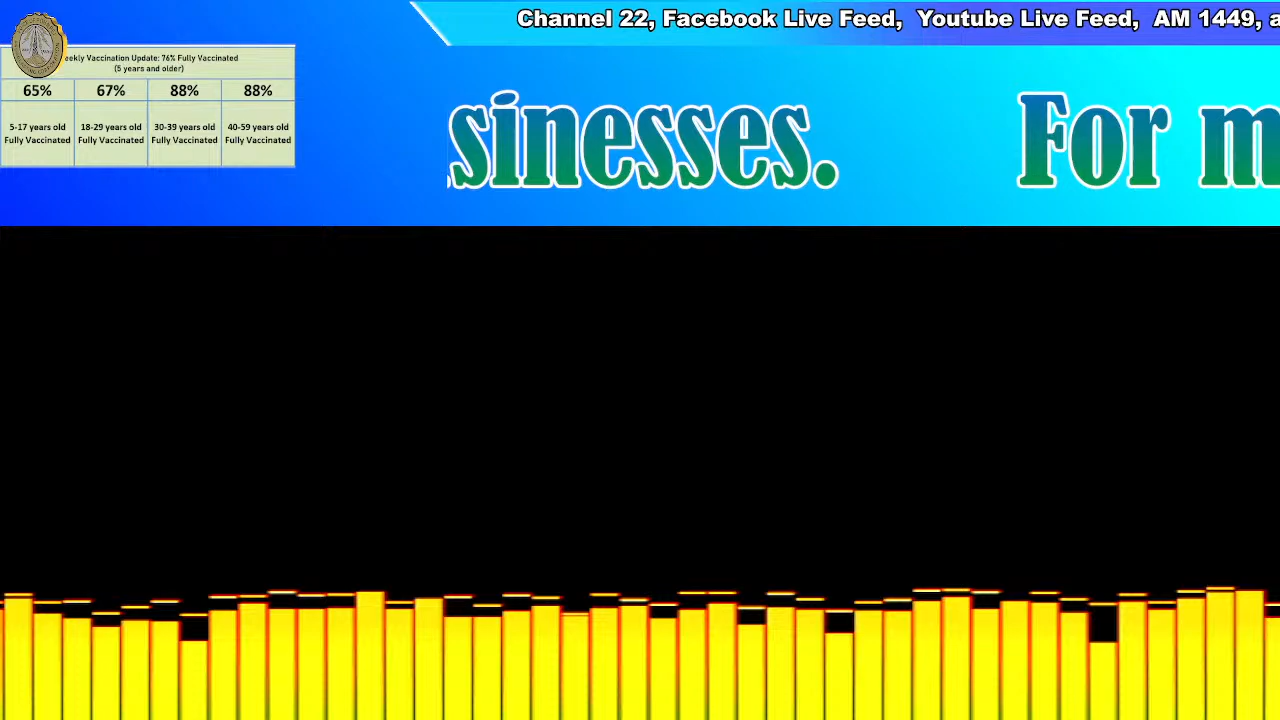 Channel 22, Facebook Live Feed, Youtube Live Feed, AM 1449, a
eekly Vaccination Update: 76% Fully Vaccinated
(5 years and older)
65% 67% 88% 88%
5-17 years old 18-29 years old 30-39 years old 40-59 years old
Fully Vaccinated Fully Vaccinated Fully Vaccinated Fully Vaccinated
sinesses. For m